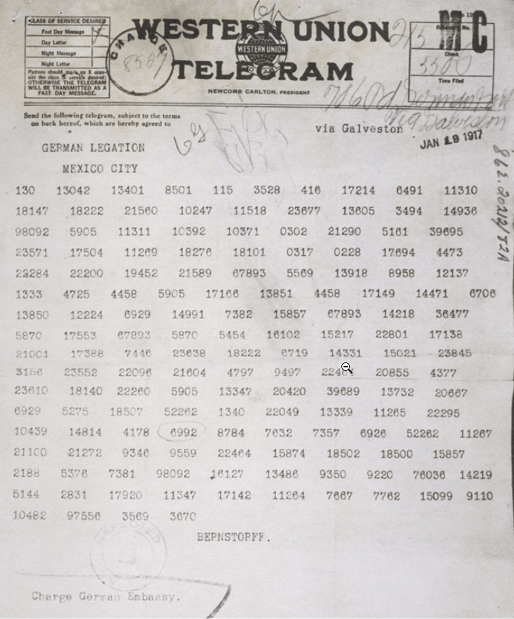 CLASS OF SERVICE DESIRED
Fast Day Message
Day Letter
Night Message
Night Letter
OTHERWISE THE TELEGRAM
WILL BE TRANSMITTED AS A
FAST DAY MESSAGE.
WESTERN UNION
WESTERN UNION
TELEGRAM
NEWCOMB CARLTON, PRESIDENT
CHARGE
MC
Check
Time Filed
Send the following telegram, subject to the terms
on back hereof, which are hereby agreed to
via Galveston
JAN 19 1917
GERMAN LEGATION
MEXICO CITY
130 13042 13401 8501 115 3528 416 17214 6491 11310
18147 18222 21560 10247 11518 23677 13605 3494 14936
98092 5905 11311 10392 10371 0302 21290 5161 39695
23571 17504 11269 18276 18101 0317 0228 17694 4473
22284 22200 19452 21589 67893 5569 13918 8958 12137
1333 4725 4458 5905 17166 13851 4458 17149 14471 6706
13850 12224 6929 14991 7382 15857 67893 14218 36477
5870 17553 67893 5870 5454 16102 15217 22801 17138
21001 17388 7446 23638 18222 6719 14331 15021 23845
3156 23552 22096 21604 4797 9497 20855 4377
23610 18140 22260 5905 13347 20420 39689 13732 20667
6929 5275 18507 52262 1340 22049 13339 11265 22295
10439 14814 4178 6992 8784 7632 7357 6926 52262 11267
21100 21272 9346 9559 22464 15874 18502 18500 15857
2188 5376 7381 98092 16127 13486 9350 9220 76036 14219
5144 2831 17920 11347 17142 11264 7667 7762 15099 9110
10482 97556 3569 3670
BERNSTORFF.
Charge German Embassy.